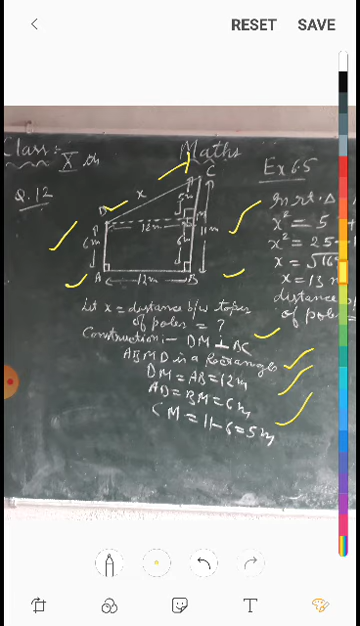 RESET SAVE
Class:- X th
Maths
Ex 6.5
Q.12
C
x
D
5m
M
12m
11m
6m
6m
A
12m
B
In rt. Δ
x² = 5
x² = 25
x = √16
x = 13
distance
of poles =
Let x = distance b/w tops
of poles = ?
Construction:- DM ⊥ BC
ABMD is a Rectangle
DM = AB = 12m
AD = BM = 6m
CM = 11-6 = 5m
T